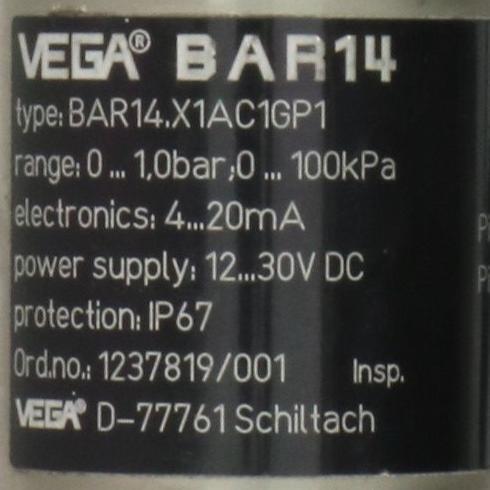 VEGA® BAR14
type: BAR14.X1AC1GP1
range: 0 ... 1,0bar;0 ... 100kPa
electronics: 4...20mA
power supply: 12...30V DC
protection: IP67
Ord.no.: 1237819/001 Insp.
VEGA® D-77761 Schiltach